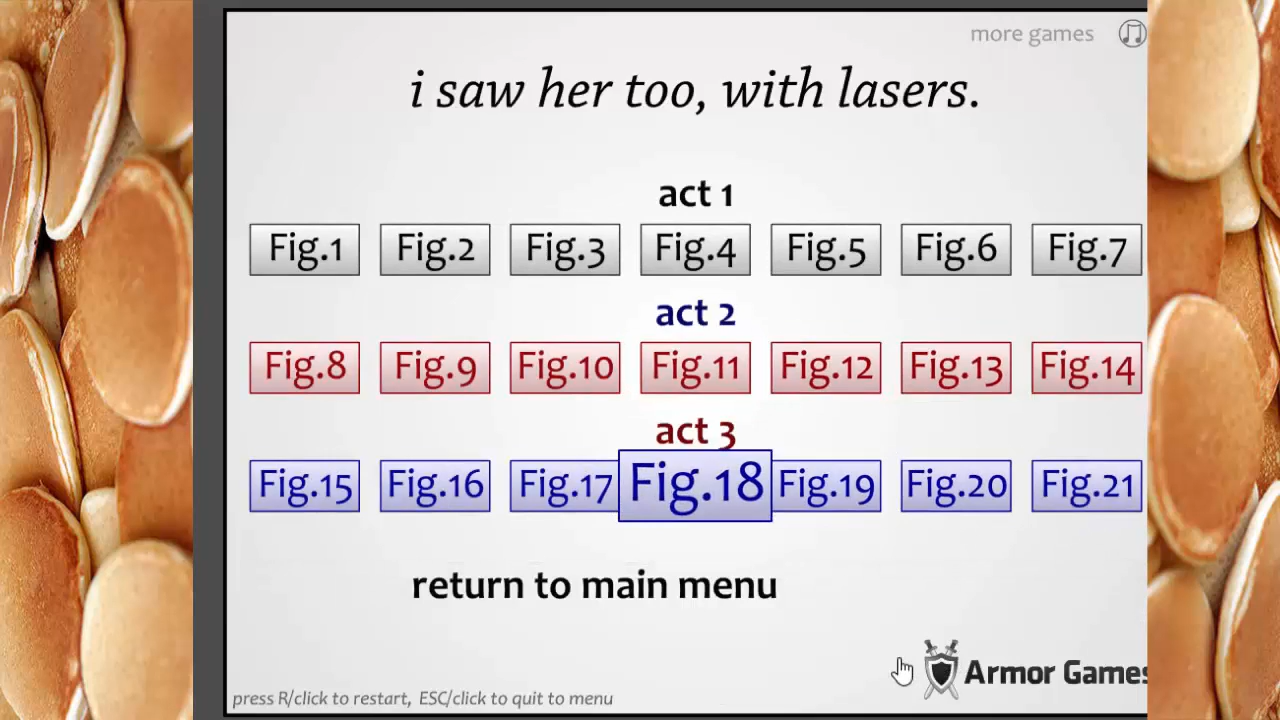 more games
i saw her too, with lasers.
act 1
Fig.1 Fig.2 Fig.3 Fig.4 Fig.5 Fig.6 Fig.7
act 2
Fig.8 Fig.9 Fig.10 Fig.11 Fig.12 Fig.13 Fig.14
act 3
Fig.15 Fig.16 Fig.17 Fig.18 Fig.19 Fig.20 Fig.21
return to main menu
Armor Games
press R/click to restart, ESC/click to quit to menu